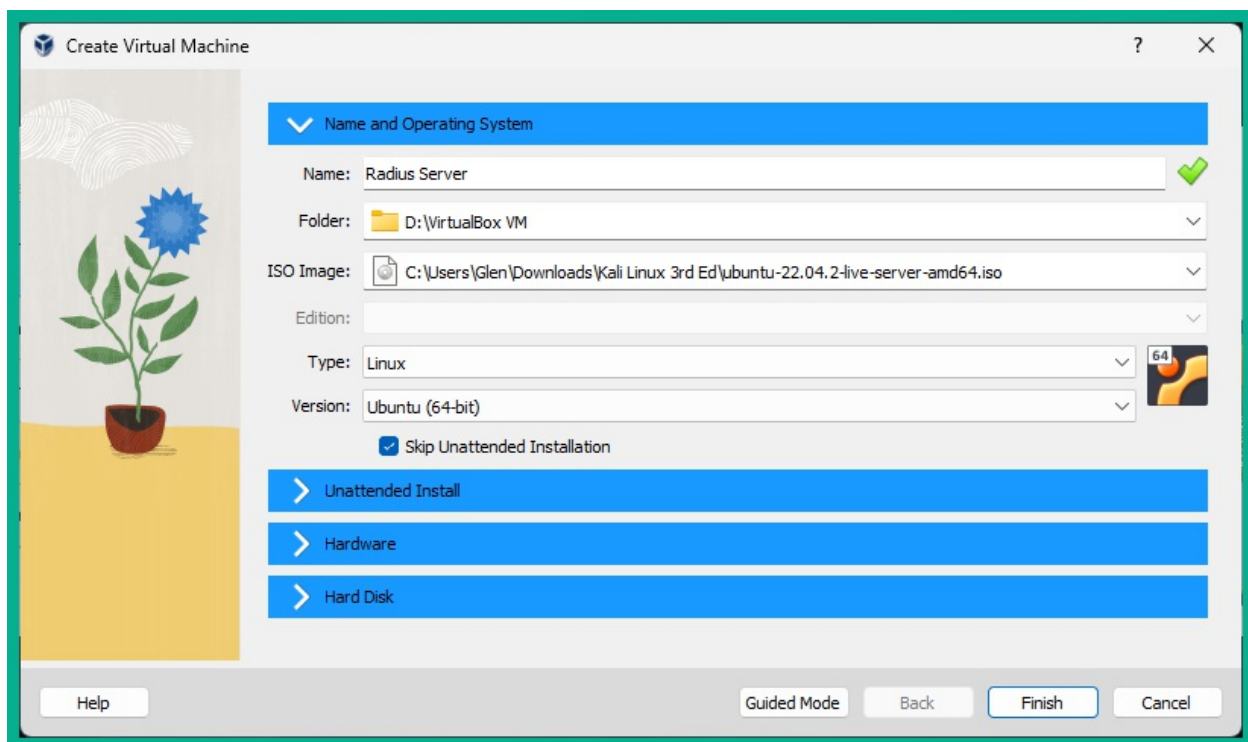 Create Virtual Machine
Name and Operating System
Name: Radius Server
Folder: D:\VirtualBox VM
ISO Image: C:\Users\Glen\Downloads\Kali Linux 3rd Ed\ubuntu-22.04.2-live-server-amd64.iso
Edition:
Type: Linux
64
Version: Ubuntu (64-bit)
Skip Unattended Installation
Unattended Install
Hardware
Hard Disk
Help Guided Mode Back Finish Cancel